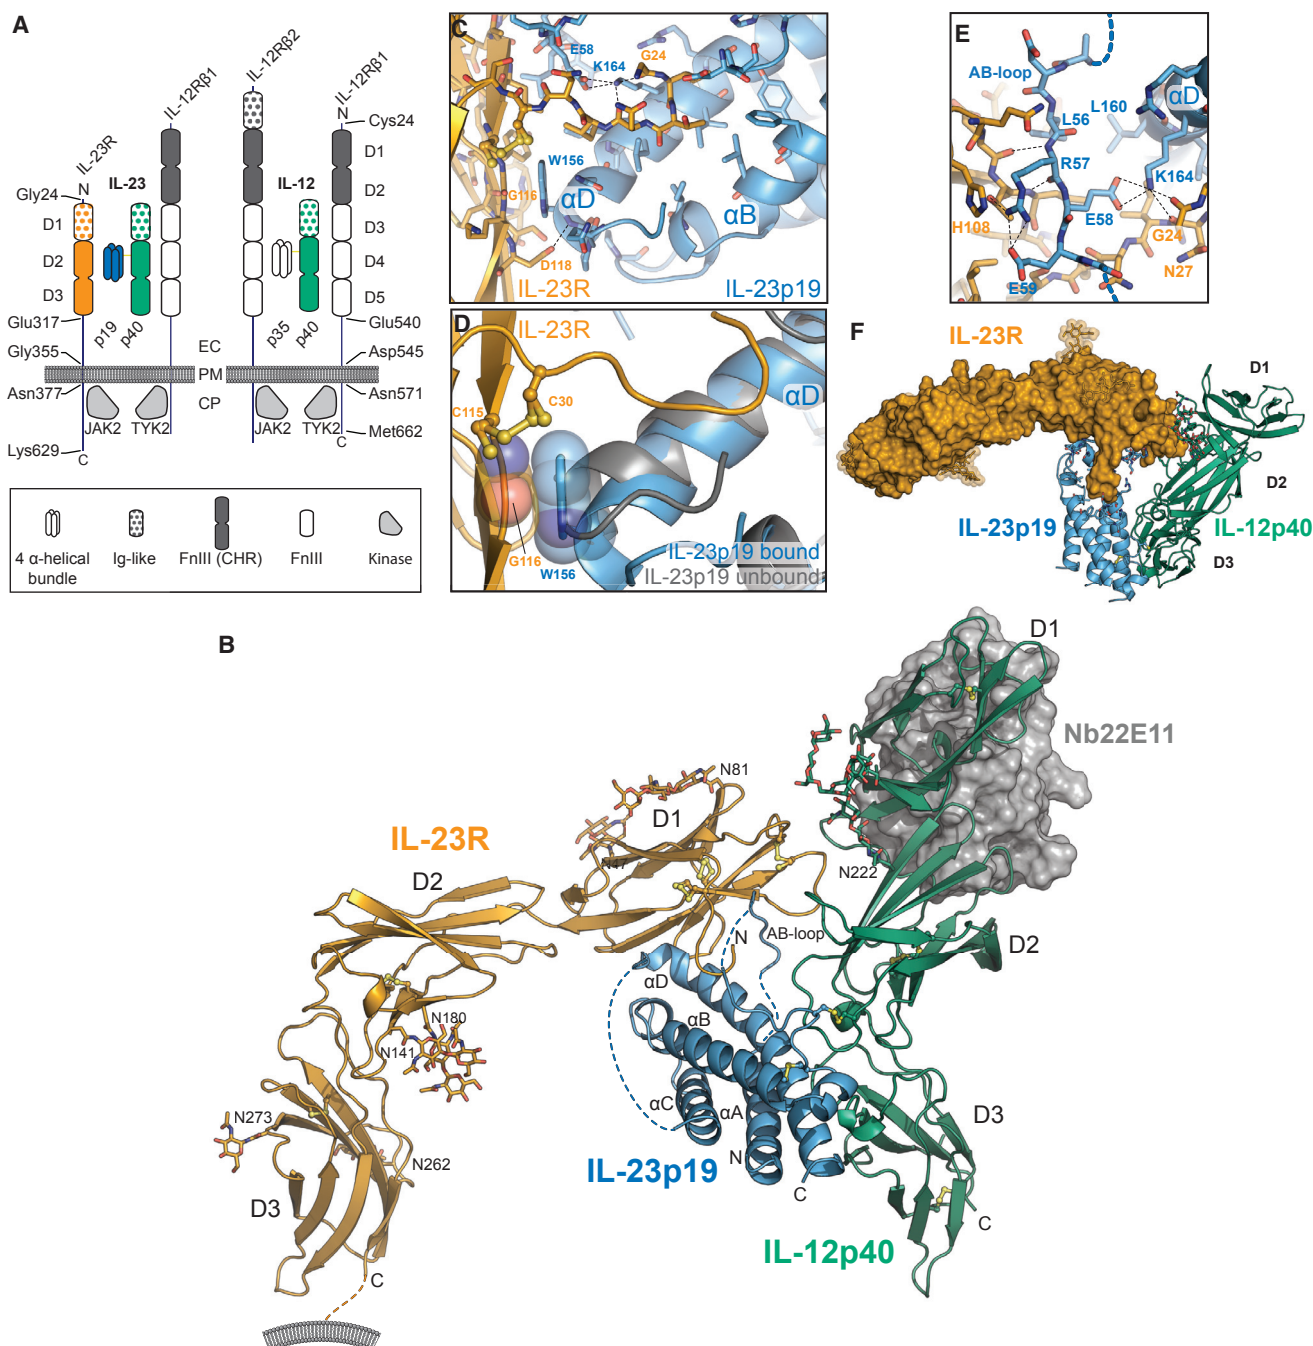 A
IL-23R
IL-12Rβ1
IL-12Rβ2
IL-12Rβ1
N
Gly24
N
Cys24
IL-23
IL-12
D1
D2
D3
D1
D2
D3
D4
D5
Glu317
p19
p40
p35
p40
Glu540
Gly355
EC
Asp545
PM
Asn377
CP
Asn571
JAK2
TYK2
JAK2
TYK2
Lys629
C
C
Met662
4 α-helical bundle
Ig-like
FnIII (CHR)
FnIII
Kinase
C
E58
K164
G24
W156
G116
αD
αB
D118
IL-23R
IL-23p19
D
IL-23R
αD
C115
C30
G116
W156
IL-23p19 bound
IL-23p19 unbound
E
AB-loop
αD
L160
L56
R57
K164
E58
H108
G24
N27
E59
F
IL-23R
D1
D2
IL-23p19
IL-12p40
D3
B
D1
Nb22E11
N81
D1
IL-23R
N47
D2
N222
AB-loop
N
D2
αD
αB
N180
N141
αC
αA
D3
N273
N262
N
IL-23p19
C
D3
C
IL-12p40
C